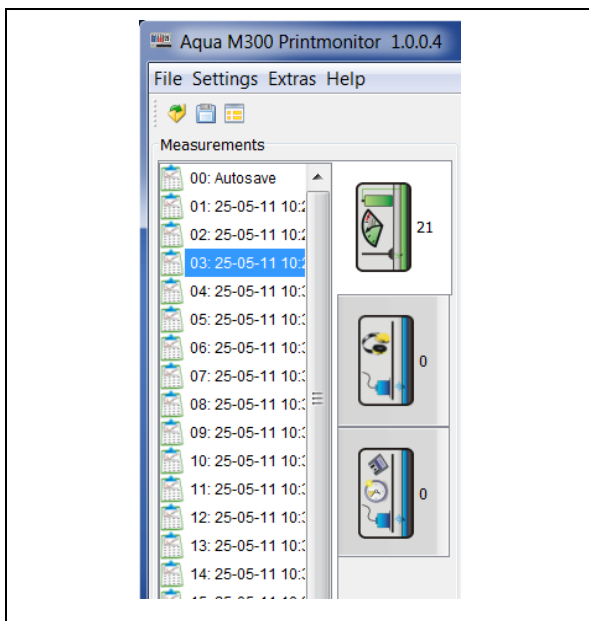 Aqua M300 Printmonitor 1.0.0.4
File Settings Extras Help
Measurements
00: Autosave
01: 25-05-11 10:2
02: 25-05-11 10:2
03: 25-05-11 10:2
04: 25-05-11 10:3
05: 25-05-11 10:3
06: 25-05-11 10:3
07: 25-05-11 10:3
08: 25-05-11 10:3
09: 25-05-11 10:3
10: 25-05-11 10:3
11: 25-05-11 10:3
12: 25-05-11 10:3
13: 25-05-11 10:3
14: 25-05-11 10:3
21
0
0